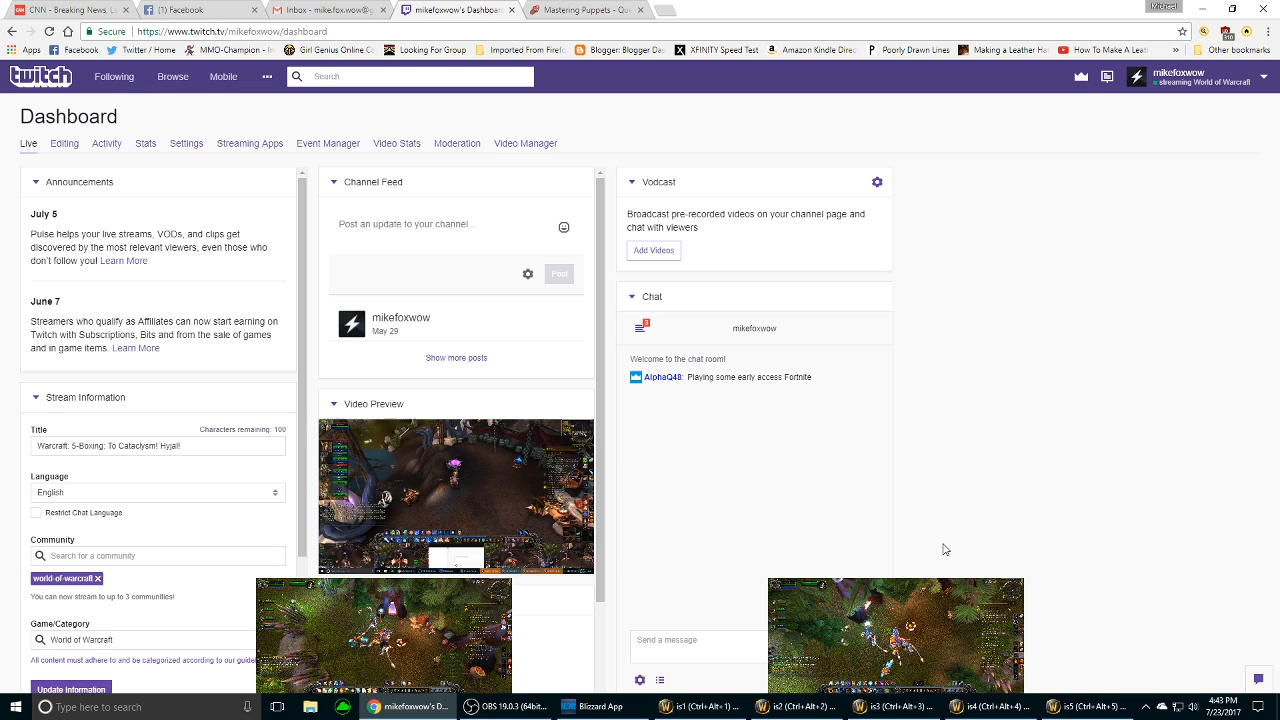 CNN - Breaking News, La
(1) Facebook
Inbox - mike.fox.wow@g
mikefoxwow's Dashboa
Mastering Puppets - Que
Michael
Secure
https://www.twitch.tv/mikefoxwow/dashboard
Apps
Facebook
Twitter / Home
MMO-Champion - W
Girl Genius Online Co
Looking For Group
Imported From Firefo
Blogger: Blogger Das
XFINITY Speed Test
Amazon Kindle Direc
Poorly Drawn Lines
Making a Leather Har
How To Make A Leat
Other bookmarks
twitch
Following
Browse
Mobile
Search
mikefoxwow
streaming World of Warcraft
Dashboard
Live
Editing
Activity
Stats
Settings
Streaming Apps
Event Manager
Video Stats
Moderation
Video Manager
Announcements
July 5
Pulse helps your live streams, VODs, and clips get
discovered by the most relevant viewers, even those who
don't follow you! Learn More
June 7
Streamers who qualify as Affiliates can now start earning on
Twitch with Subscriptions, Bits and from the sale of games
and in game items. Learn More
Stream Information
Title
Characters remaining: 100
Warcraft: 5-Boxing: To Cataclysm! Hyjal!
Language
English
Restrict Chat Language
Community
Search for a community
world-of-warcraft
You can now stream to up to 3 communities!
Game/Category
World of Warcraft
All content must adhere to and be categorized according to our guide
Update Information
Channel Feed
Post an update to your channel...
Post
mikefoxwow
May 29
Show more posts
Video Preview
Vodcast
Broadcast pre-recorded videos on your channel page and
chat with viewers
Add Videos
Chat
3
mikefoxwow
Welcome to the chat room!
AlphaQ48: Playing some early access Fortnite
Send a message
Type here to search
mikefoxwow's D...
OBS 19.0.3 (64bit...
Blizzard App
is1 (Ctrl+Alt+1) ...
is2 (Ctrl+Alt+2) ...
is3 (Ctrl+Alt+3) ...
is4 (Ctrl+Alt+4) ...
is5 (Ctrl+Alt+5) ...
4:43 PM
7/23/2017